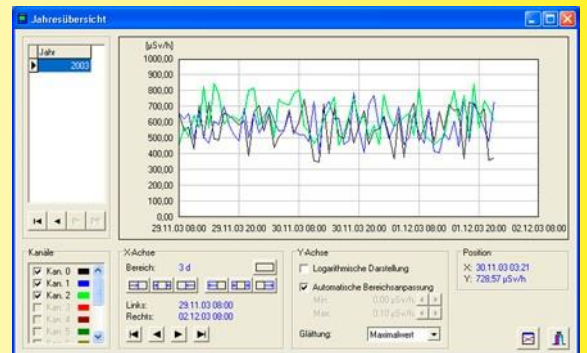 Jahresübersicht
Jahr
2003
[µSv/h]
1000,00
900,00
800,00
700,00
600,00
500,00
400,00
300,00
200,00
100,00
0,00
29.11.03 08:00 29.11.03 20:00 30.11.03 08:00 30.11.03 20:00 01.12.03 08:00 01.12.03 20:00 02.12.03 08:00
Kanäle
Kan. 0
Kan. 1
Kan. 2
Kan. 3
Kan. 4
Kan. 5
X-Achse
Bereich: 3 d
Links: 29.11.03 08:00
Rechts: 02.12.03 08:00
Y-Achse
Logarithmische Darstellung
Automatische Bereichsanpassung
Min. 0,00 µSv/h
Max. 0,10 µSv/h
Glättung: Maximalwert
Position
X: 30.11.03 03:21
Y: 728,57 µSv/h